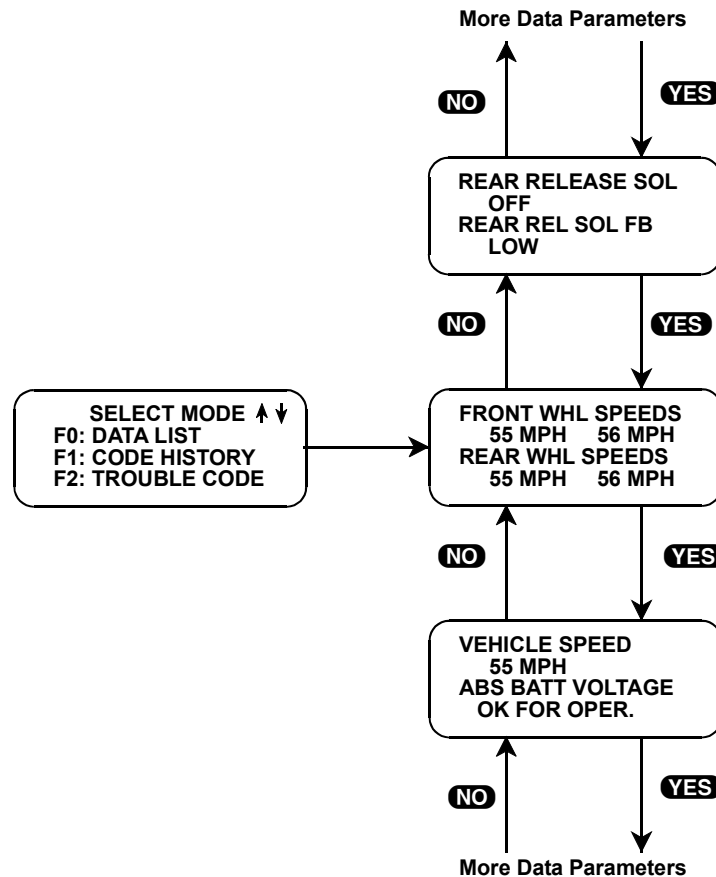 More Data Parameters
NO
YES
REAR RELEASE SOL
OFF
REAR REL SOL FB
LOW
NO
YES
SELECT MODE
F0: DATA LIST
F1: CODE HISTORY
F2: TROUBLE CODE
FRONT WHL SPEEDS
55 MPH 56 MPH
REAR WHL SPEEDS
55 MPH 56 MPH
NO
YES
VEHICLE SPEED
55 MPH
ABS BATT VOLTAGE
OK FOR OPER.
NO
YES
More Data Parameters